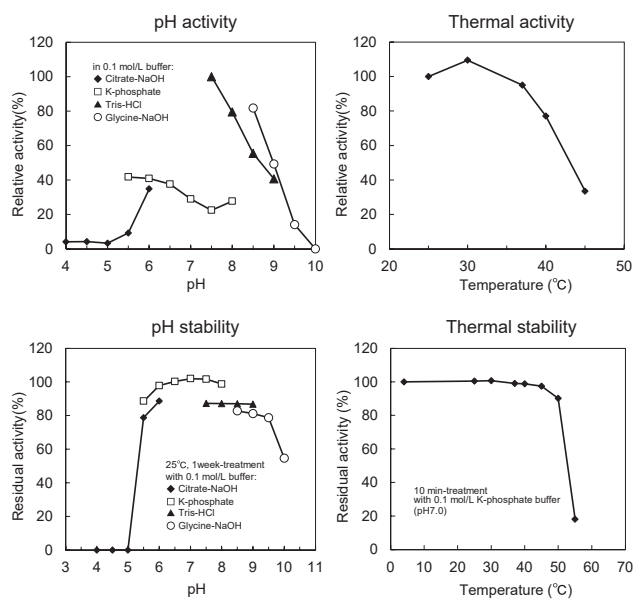 pH activity
120
100
80
60
40
20
0
Relative activity(%)
in 0.1 mol/L buffer:
Citrate-NaOH
K-phosphate
Tris-HCl
Glycine-NaOH
4 5 6 7 8 9 10
pH
Thermal activity
120
100
80
60
40
20
0
Relative activity(%)
20 30 40 50
Temperature (°C)
pH stability
120
100
80
60
40
20
0
Residual activity(%)
25°C, 1week-treatment
with 0.1 mol/L buffer:
Citrate-NaOH
K-phosphate
Tris-HCl
Glycine-NaOH
3 4 5 6 7 8 9 10 11
pH
Thermal stability
120
100
80
60
40
20
0
Residual activity(%)
10 min-treatment
with 0.1 mol/L K-phosphate buffer
(pH7.0)
0 10 20 30 40 50 60 70
Temperature (°C)